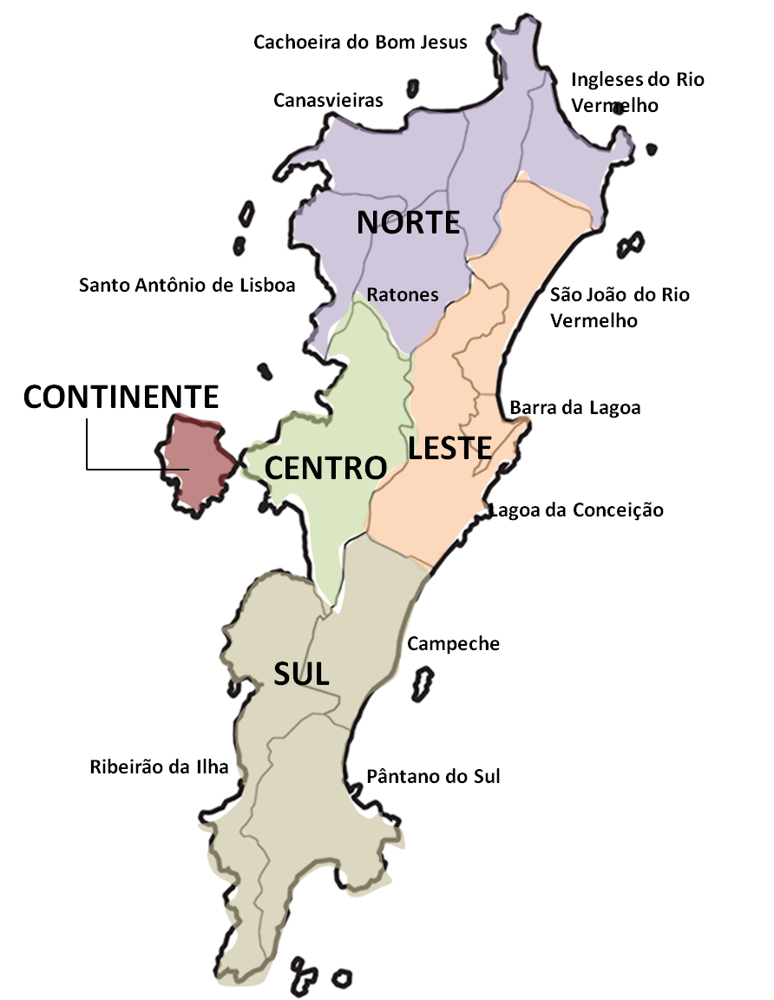 Cachoeira do Bom Jesus
Ingleses do Rio
Vermelho
Canasvieiras
NORTE
Santo Antônio de Lisboa
Ratones
São João do Rio
Vermelho
CONTINENTE
Barra da Lagoa
LESTE
CENTRO
Lagoa da Conceição
Campeche
SUL
Ribeirão da Ilha
Pântano do Sul